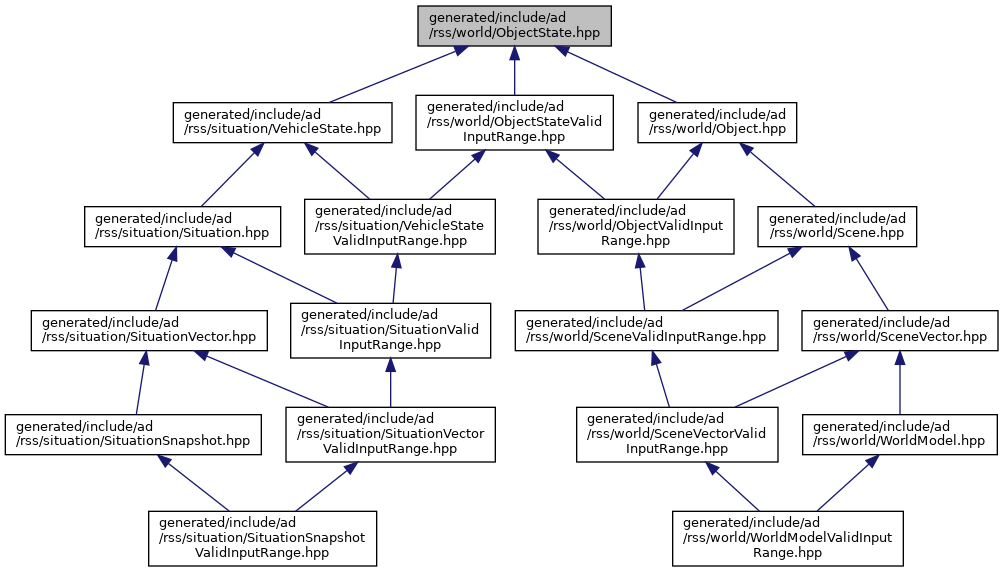 generated/include/ad
/rss/world/ObjectState.hpp
generated/include/ad
/rss/situation/VehicleState.hpp
generated/include/ad
/rss/world/ObjectStateValid
InputRange.hpp
generated/include/ad
/rss/world/Object.hpp
generated/include/ad
/rss/situation/Situation.hpp
generated/include/ad
/rss/situation/VehicleState
ValidInputRange.hpp
generated/include/ad
/rss/world/ObjectValidInput
Range.hpp
generated/include/ad
/rss/world/Scene.hpp
generated/include/ad
/rss/situation/SituationVector.hpp
generated/include/ad
/rss/situation/SituationValid
InputRange.hpp
generated/include/ad
/rss/world/SceneValidInputRange.hpp
generated/include/ad
/rss/world/SceneVector.hpp
generated/include/ad
/rss/situation/SituationSnapshot.hpp
generated/include/ad
/rss/situation/SituationVector
ValidInputRange.hpp
generated/include/ad
/rss/world/SceneVectorValid
InputRange.hpp
generated/include/ad
/rss/world/WorldModel.hpp
generated/include/ad
/rss/situation/SituationSnapshot
ValidInputRange.hpp
generated/include/ad
/rss/world/WorldModelValidInput
Range.hpp